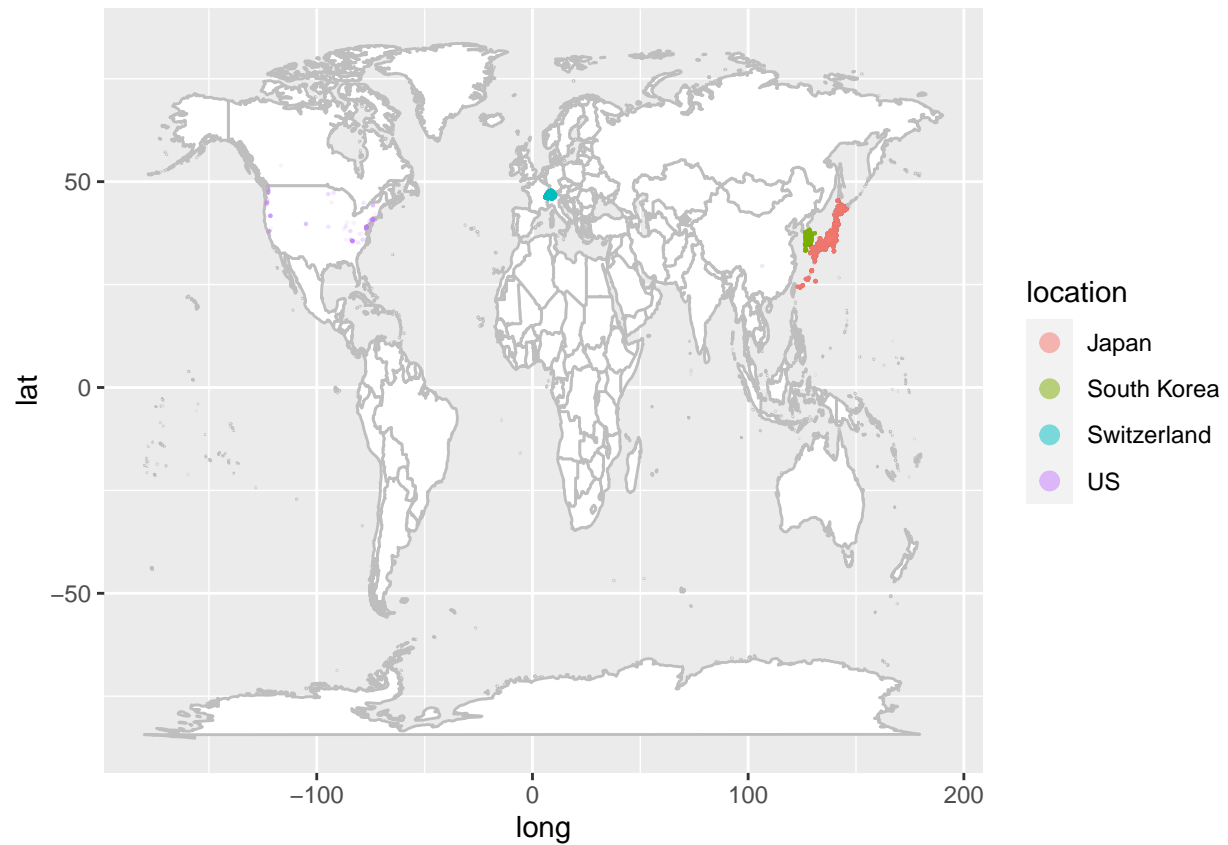 50
0
−50
lat
−100
0
100
200
long
location
Japan
South Korea
Switzerland
US